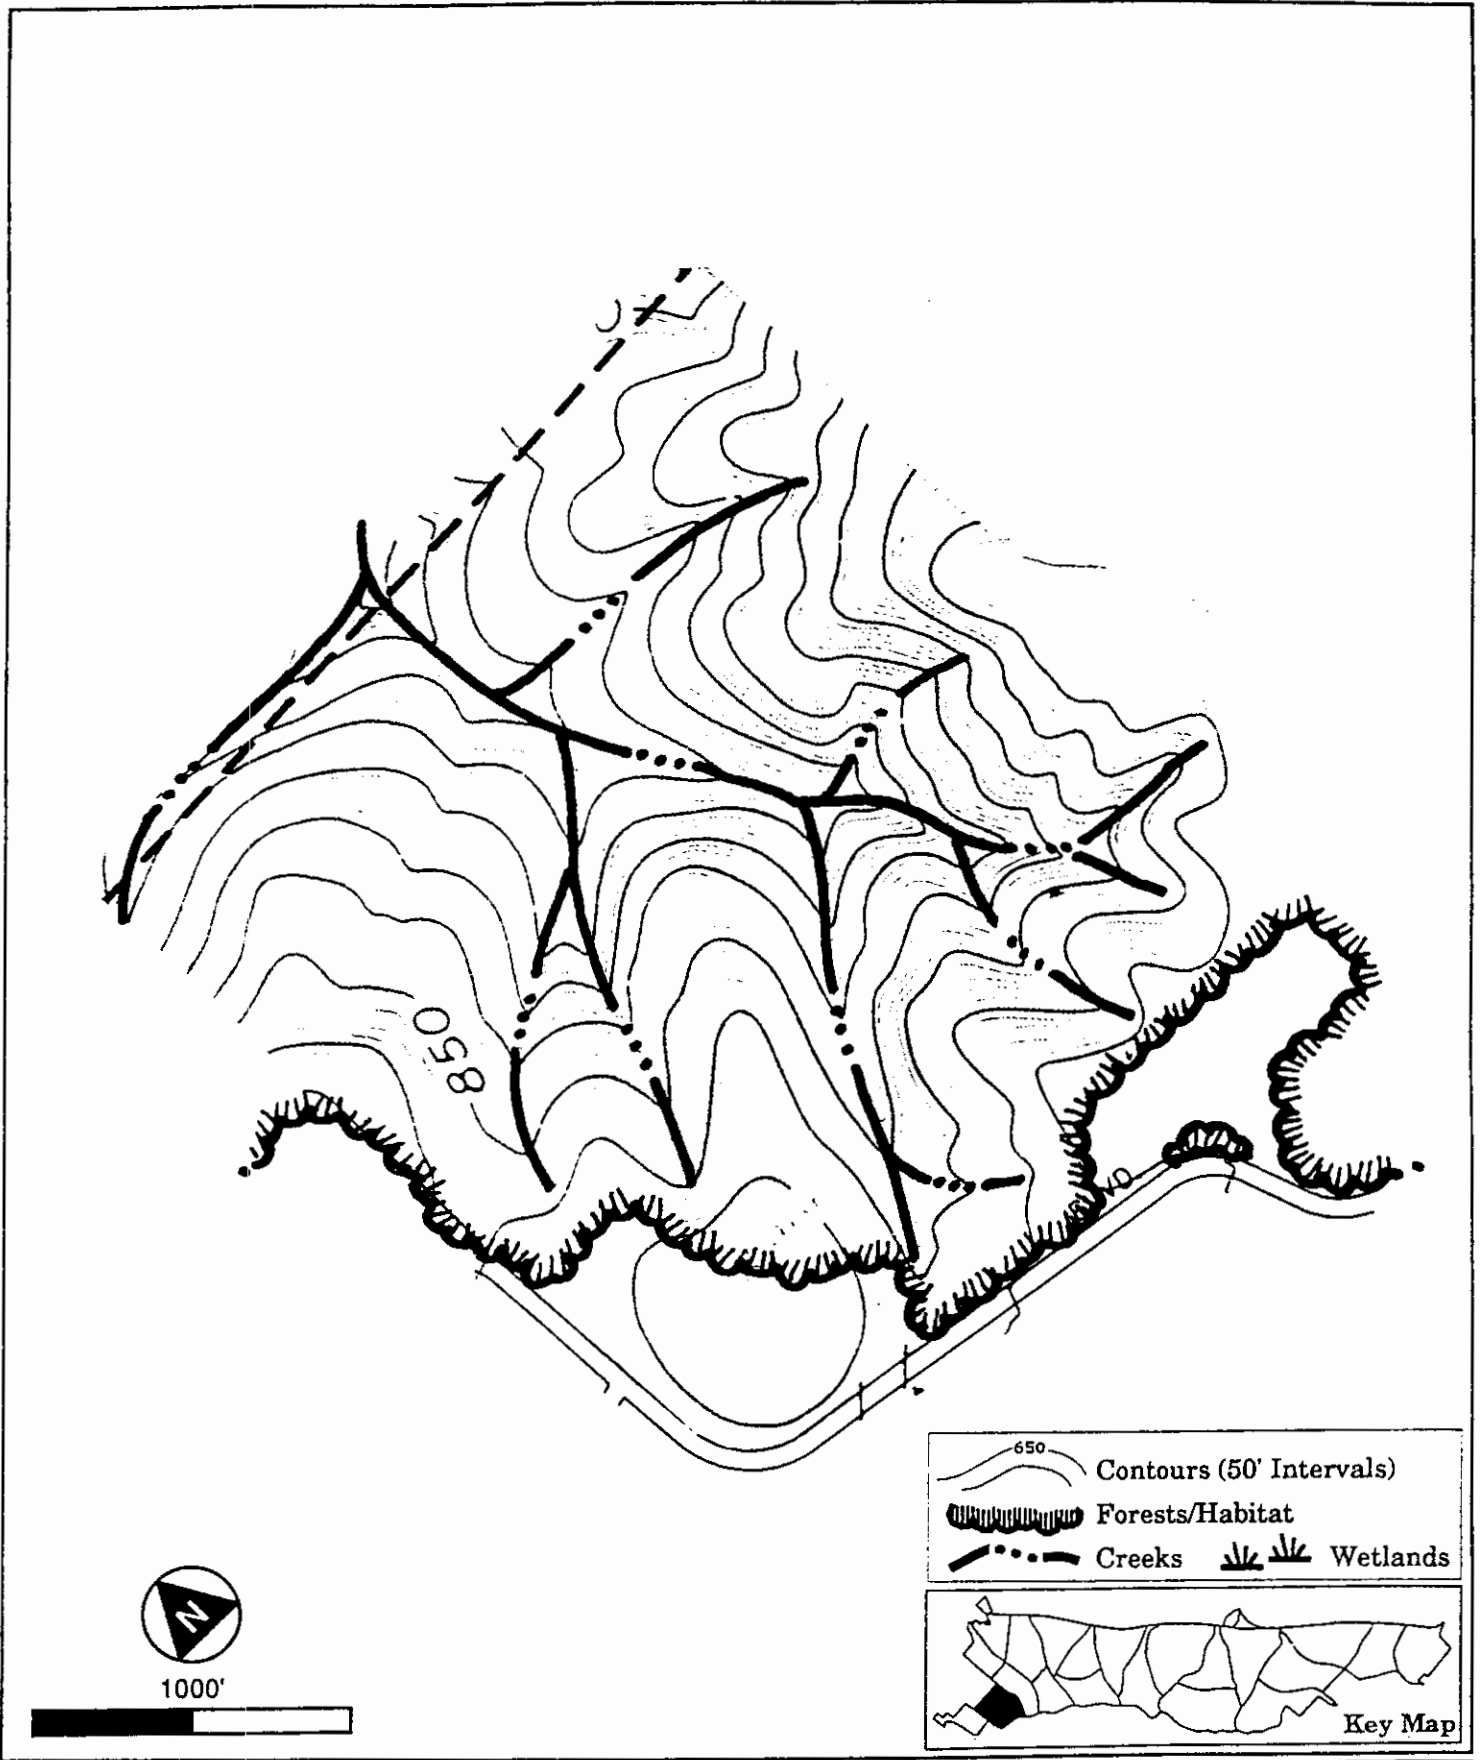 850
650
Contours (50' Intervals)
Forests/Habitat
Creeks Wetlands
N
1000'
Key Map